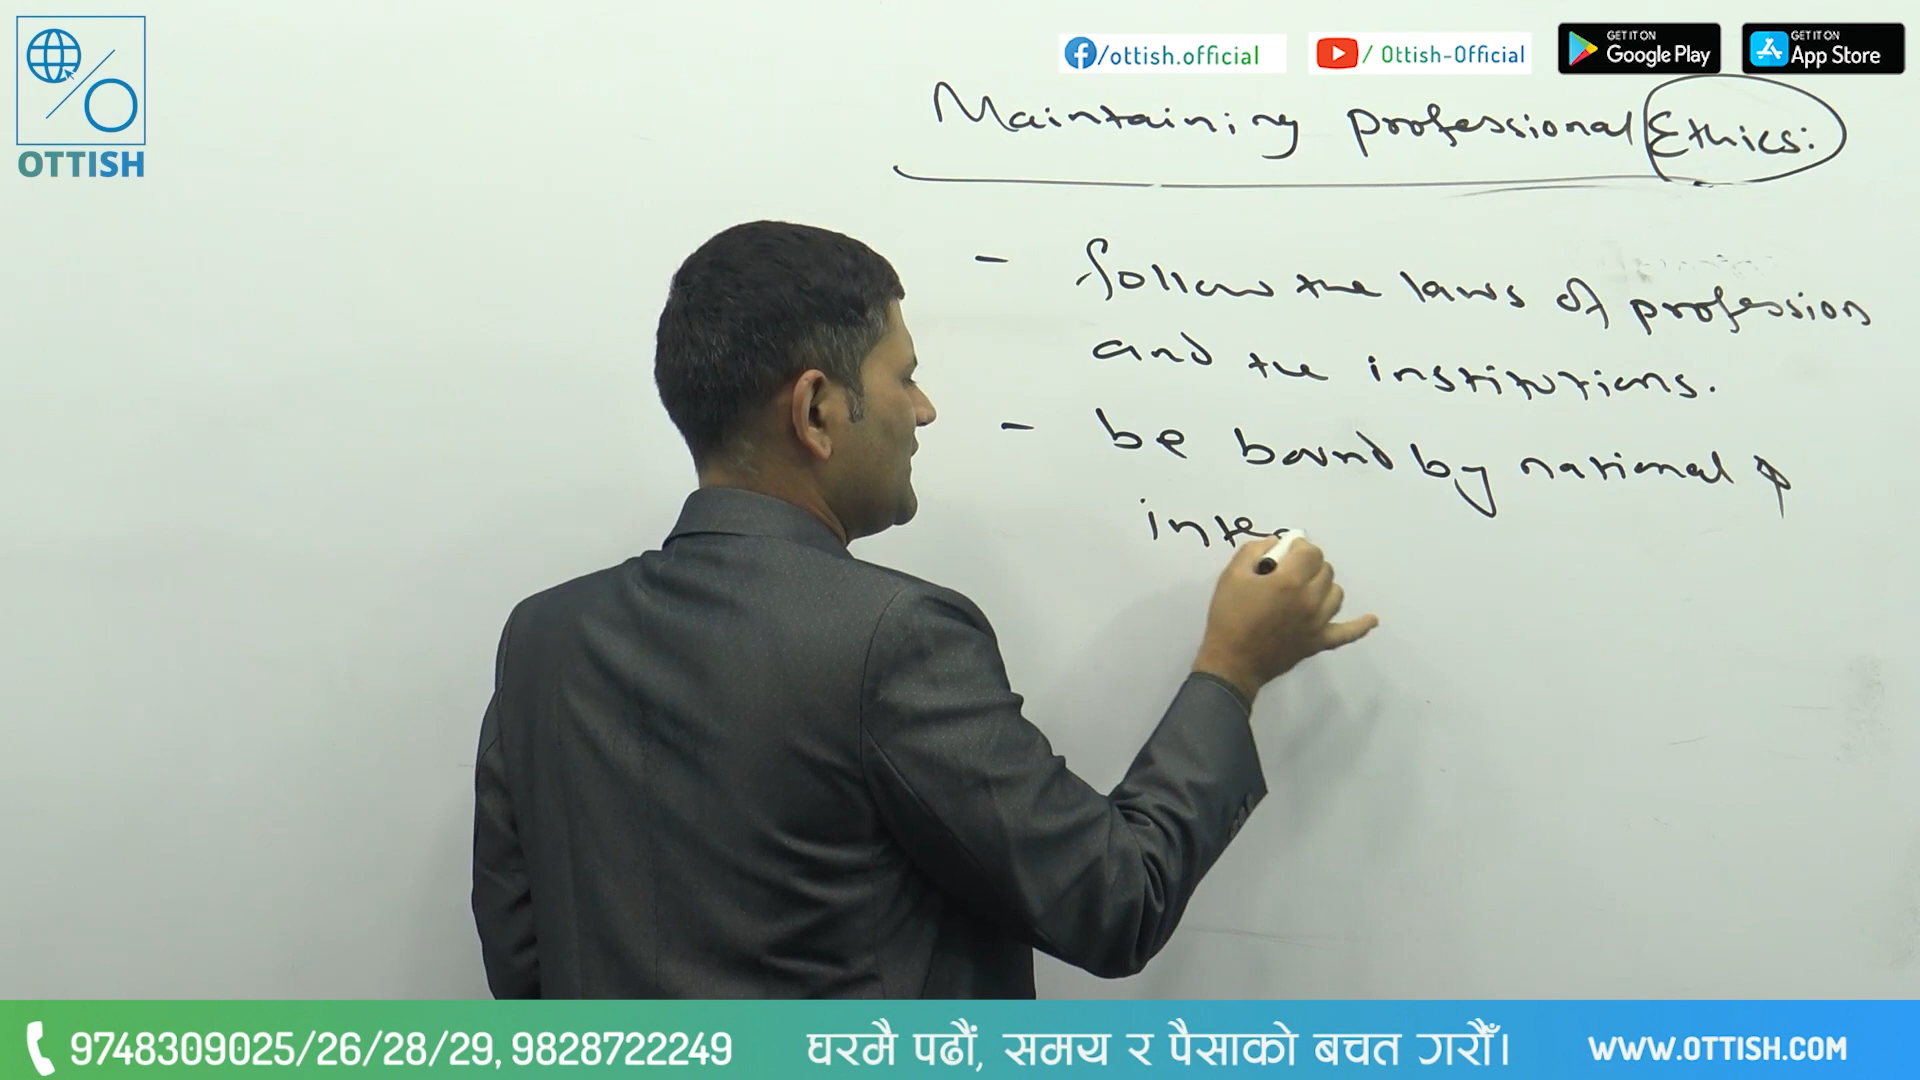 OTTISH
/ottish.official
/ Ottish-Official
GET IT ON
Google Play
GET IT ON
App Store
Maintaining professional Ethics:
- follow the laws of profession
and the institutions.
- be bound by national &
inter
9748309025/26/28/29, 9828722249
घरमै पढौं, समय र पैसाको बचत गरौँ।
WWW.OTTISH.COM